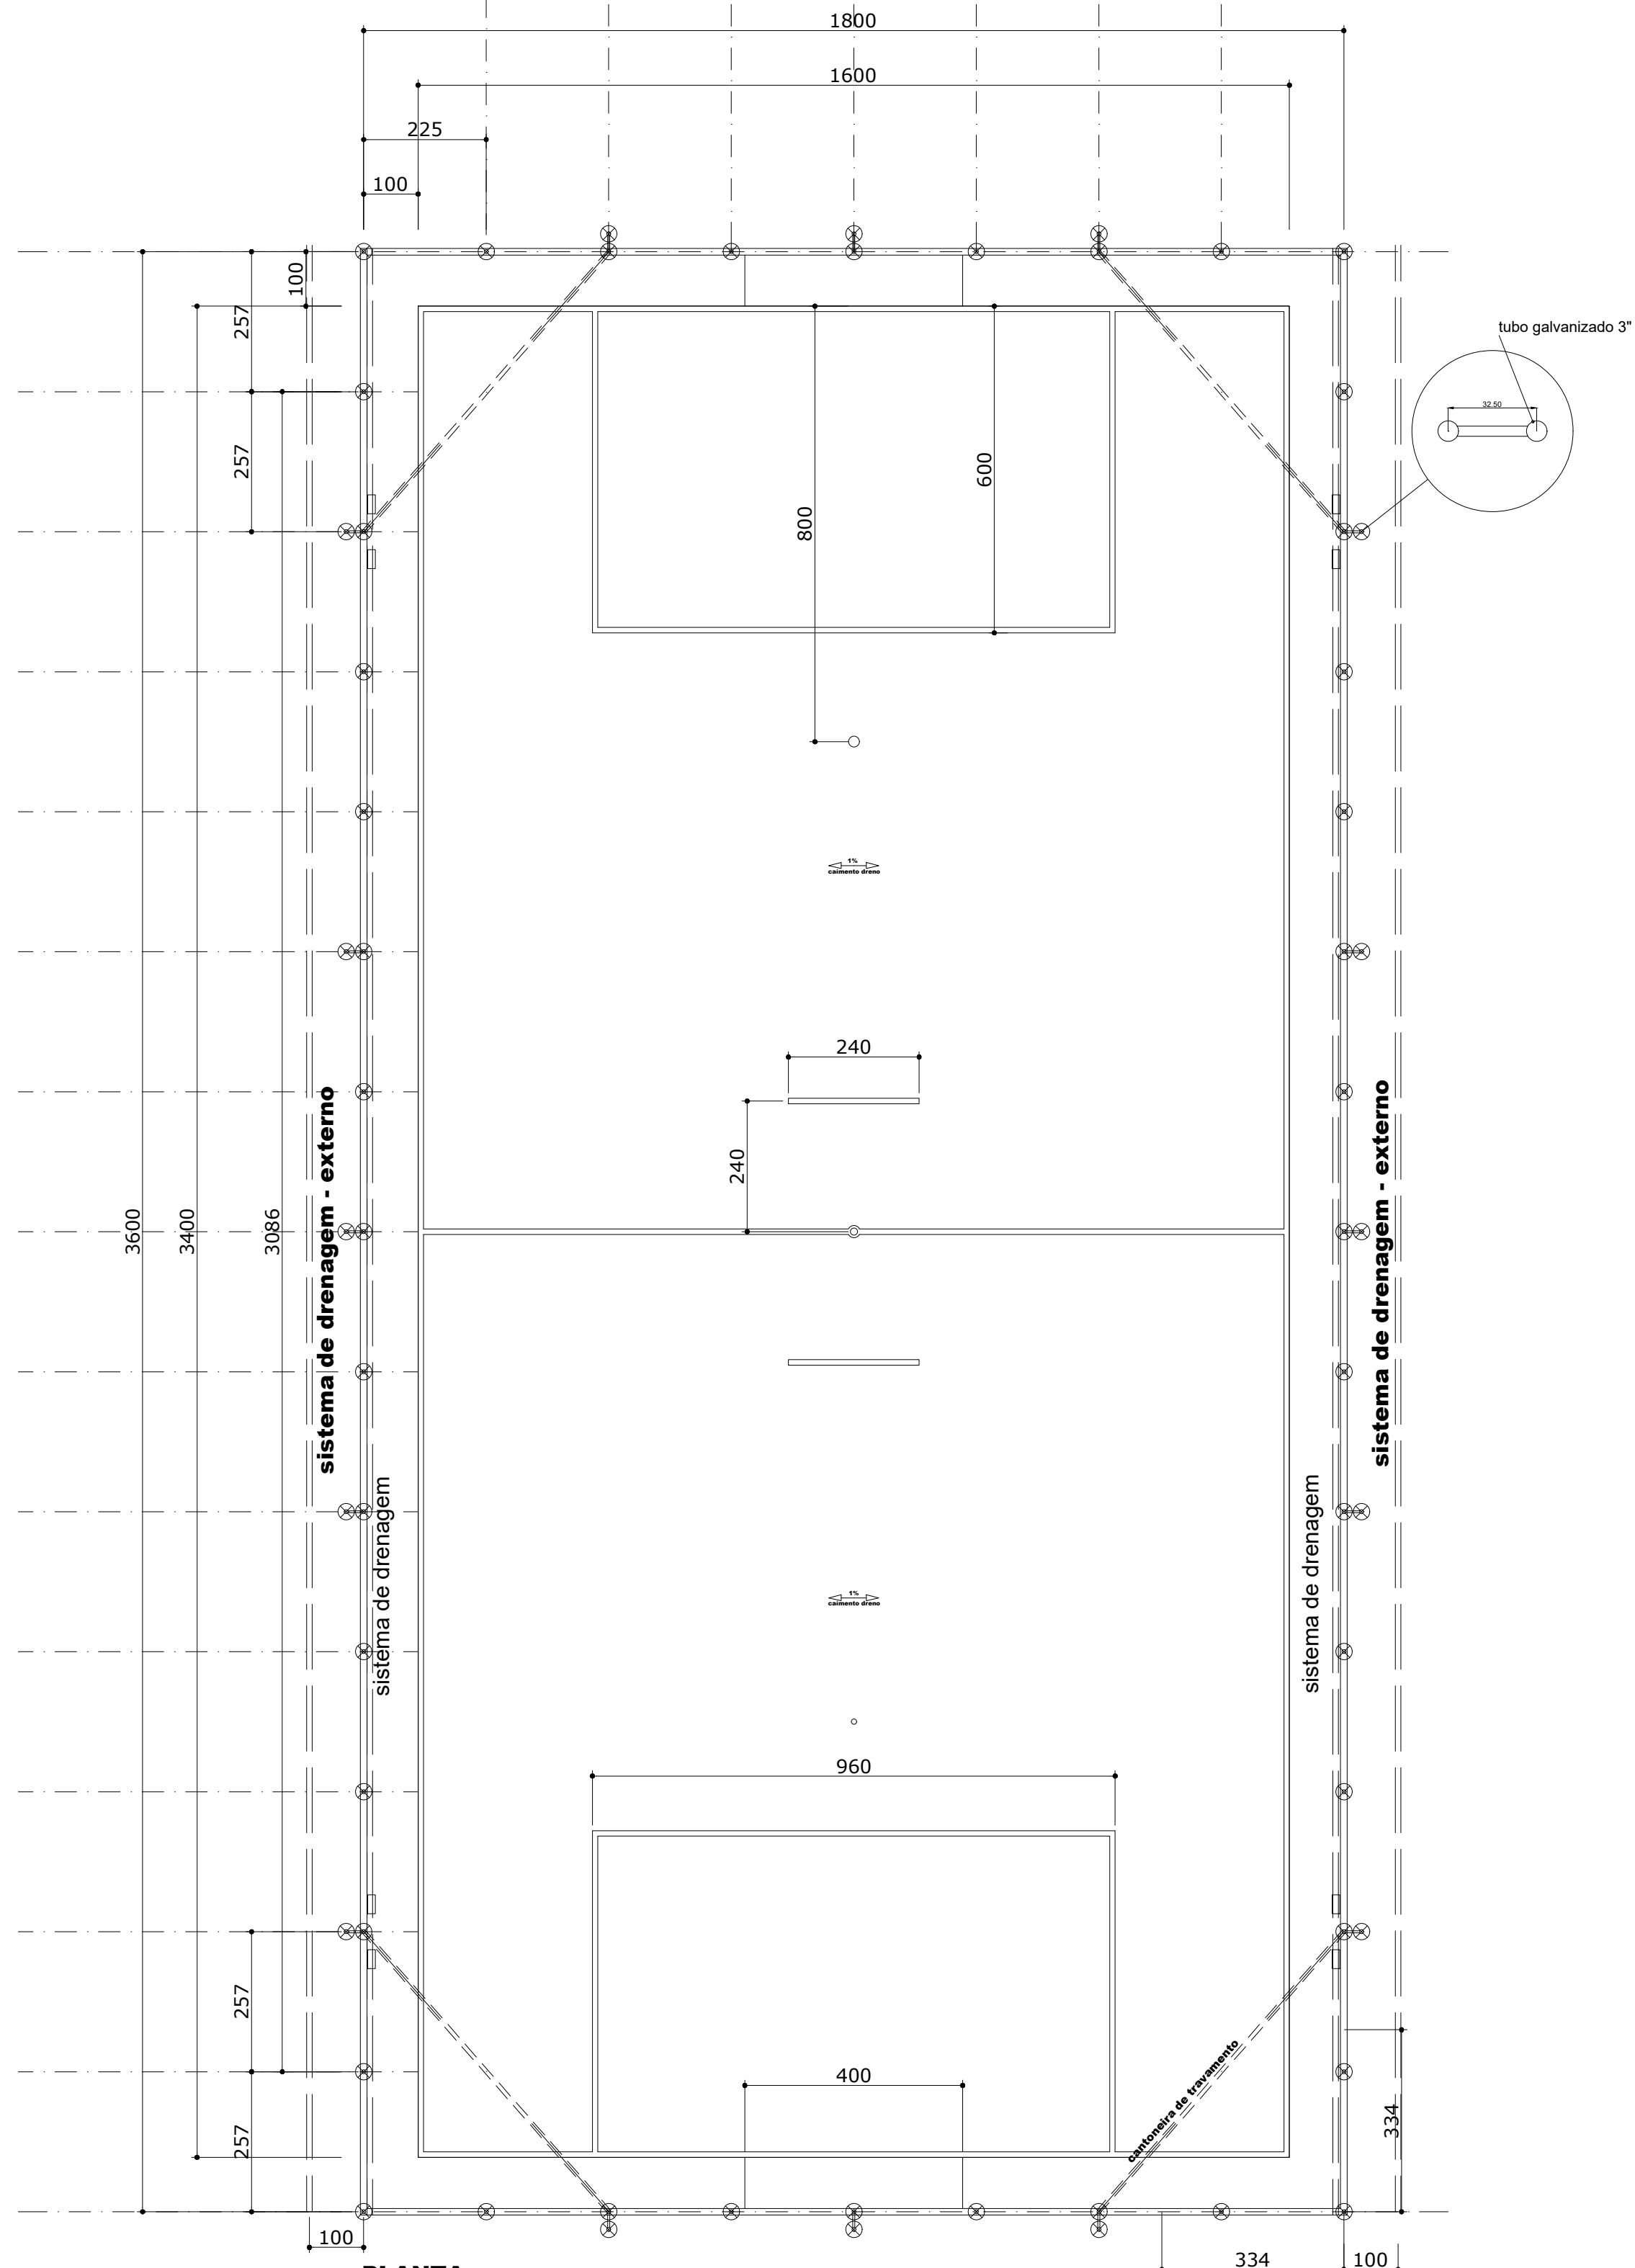 1800
1600
225
100
100
257
tubo galvanizado 3"
32.50
257
600
800
1%
caimento dreno
240
240
sistema de drenagem - externo
sistema de drenagem - externo
3600
3400
3086
sistema de drenagem
sistema de drenagem
1%
caimento dreno
960
257
400
cantoneira de travamento
334
257
100
334
100
PLANTA